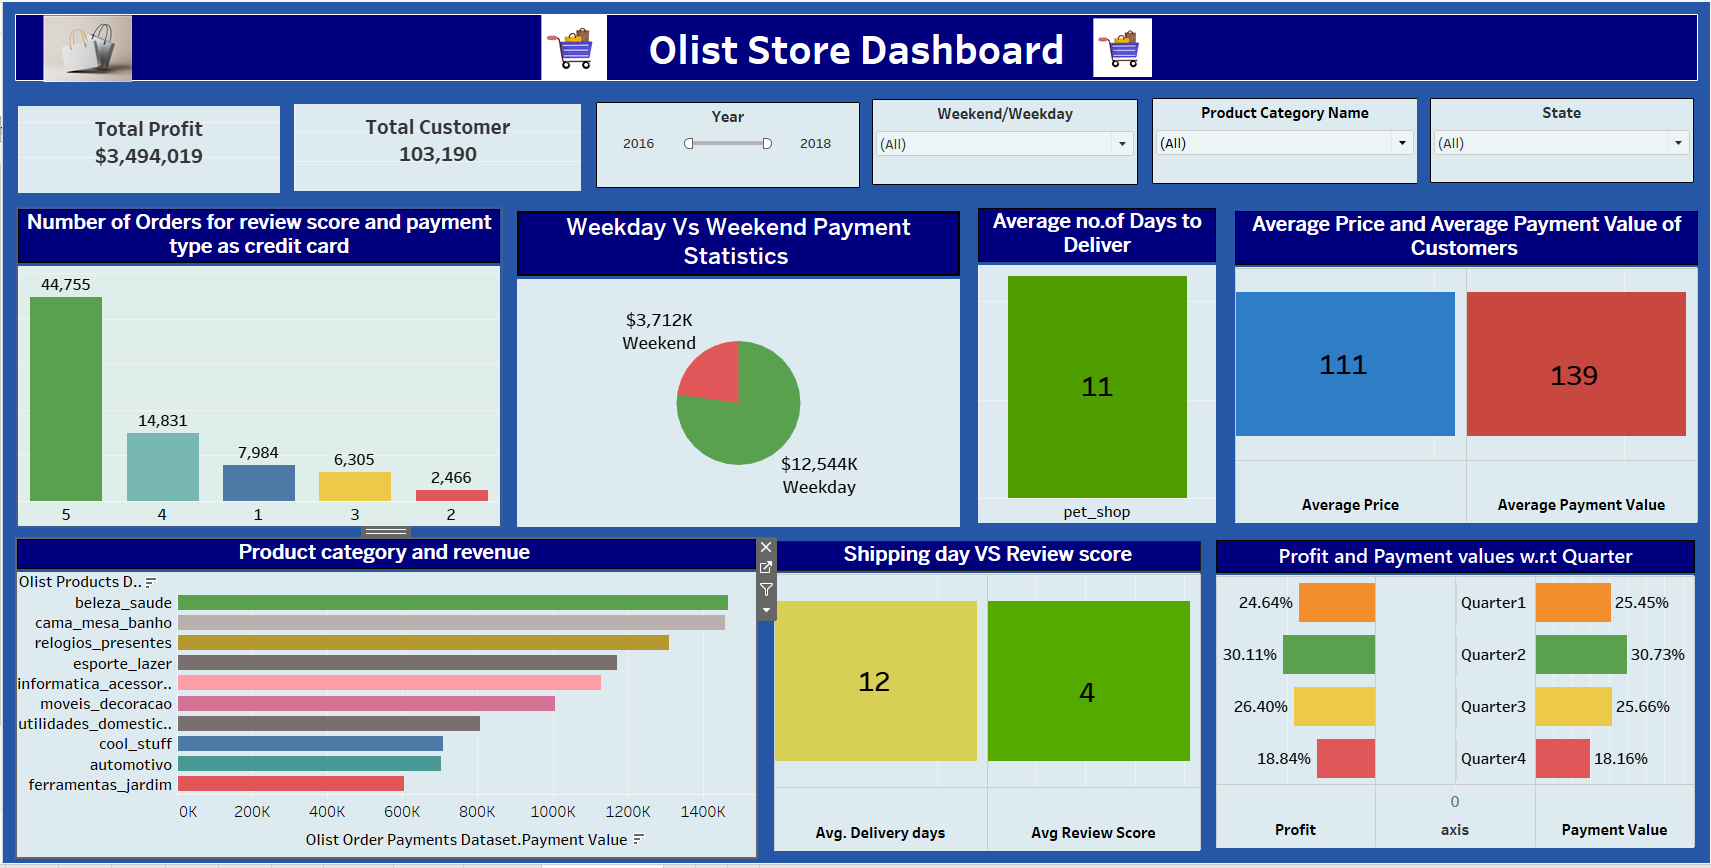 Olist Store Dashboard
Total Profit
$3,494,019
Total Customer
103,190
Year
2016
2018
Weekend/Weekday
(All)
Product Category Name
(All)
State
(All)
Number of Orders for review score and payment
type as credit card
44,755
14,831
7,984
6,305
2,466
5
4
1
3
2
Weekday Vs Weekend Payment
Statistics
$3,712K
Weekend
$12,544K
Weekday
Average no.of Days to
Deliver
11
pet_shop
Average Price and Average Payment Value of
Customers
111
139
Average Price
Average Payment Value
Product category and revenue
Olist Products D..
beleza_saude
cama_mesa_banho
relogios_presentes
esporte_lazer
informatica_acessor..
moveis_decoracao
utilidades_domestic..
cool_stuff
automotivo
ferramentas_jardim
0K
200K
400K
600K
800K
1000K
1200K
1400K
Olist Order Payments Dataset.Payment Value
Shipping day VS Review score
12
4
Avg. Delivery days
Avg Review Score
Profit and Payment values w.r.t Quarter
24.64%
Quarter1
25.45%
30.11%
Quarter2
30.73%
26.40%
Quarter3
25.66%
18.84%
Quarter4
18.16%
0
Profit
axis
Payment Value